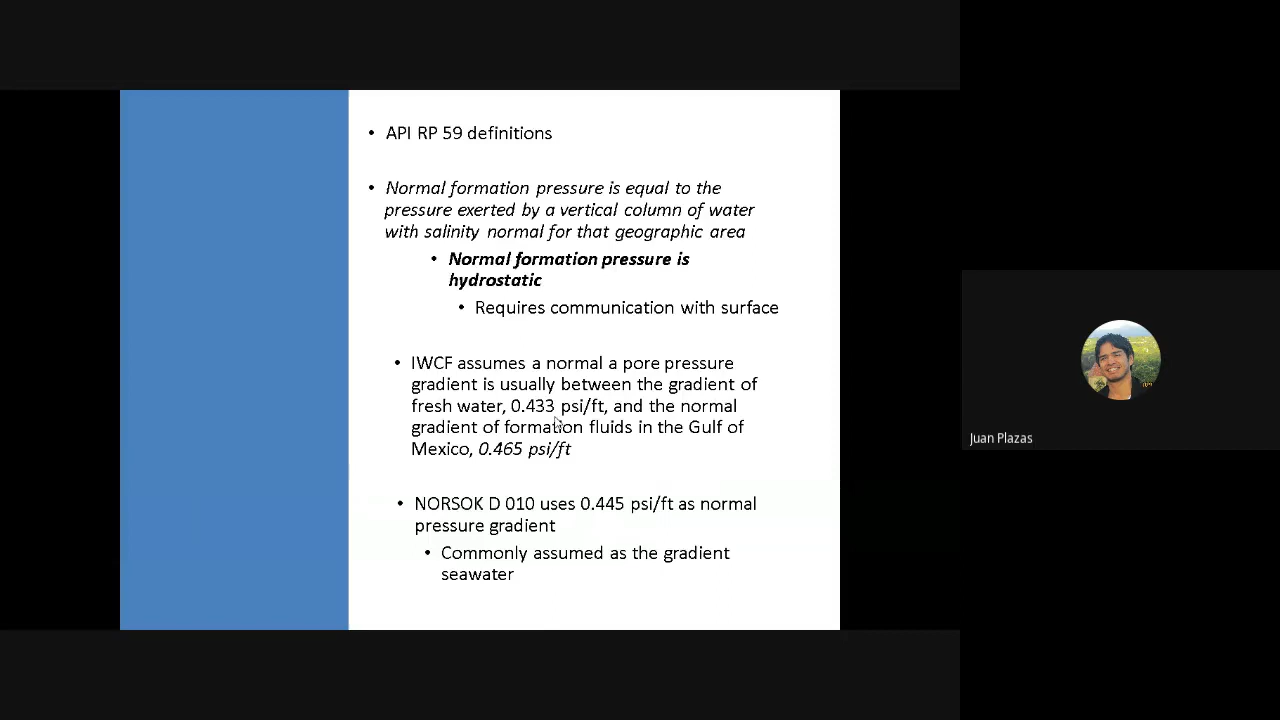 • API RP 59 definitions
• Normal formation pressure is equal to the
pressure exerted by a vertical column of water
with salinity normal for that geographic area
• Normal formation pressure is
hydrostatic
• Requires communication with surface
• IWCF assumes a normal a pore pressure
gradient is usually between the gradient of
fresh water, 0.433 psi/ft, and the normal
gradient of formation fluids in the Gulf of
Mexico, 0.465 psi/ft
• NORSOK D 010 uses 0.445 psi/ft as normal
pressure gradient
• Commonly assumed as the gradient
seawater
Juan Plazas